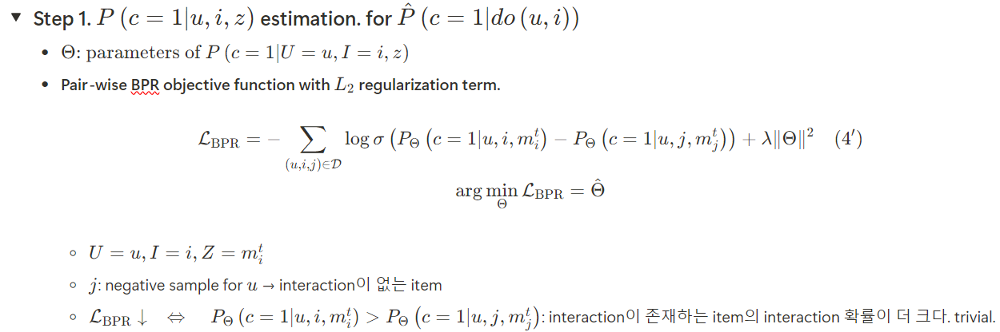 ▼ Step 1. P (c = 1|u, i, z) estimation. for P̂ (c = 1|do (u, i))
• Θ: parameters of P (c = 1|U = u, I = i, z)
• Pair-wise BPR objective function with L₂ regularization term.
ℒ_BPR = − ∑_{(u,i,j)∈𝒟} log σ (P_Θ (c = 1|u, i, m_i^t) − P_Θ (c = 1|u, j, m_j^t)) + λ‖Θ‖² (4′)
arg min_Θ ℒ_BPR = Θ̂
◦ U = u, I = i, Z = m_i^t
◦ j: negative sample for u → interaction이 없는 item
◦ ℒ_BPR ↓ ⇔ P_Θ (c = 1|u, i, m_i^t) > P_Θ (c = 1|u, j, m_j^t): interaction이 존재하는 item의 interaction 확률이 더 크다. trivial.